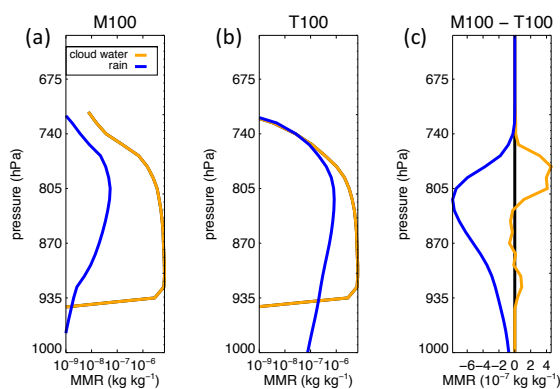 M100
T100
M100 − T100
(a)
(b)
(c)
cloud water
rain
675
740
805
870
935
1000
pressure (hPa)
10⁻⁹ 10⁻⁸ 10⁻⁷ 10⁻⁶
MMR (kg kg⁻¹)
675
740
805
870
935
1000
pressure (hPa)
10⁻⁹ 10⁻⁸ 10⁻⁷ 10⁻⁶
MMR (kg kg⁻¹)
675
740
805
870
935
1000
pressure (hPa)
−6−4−2 0 2 4
MMR (10⁻⁷ kg kg⁻¹)